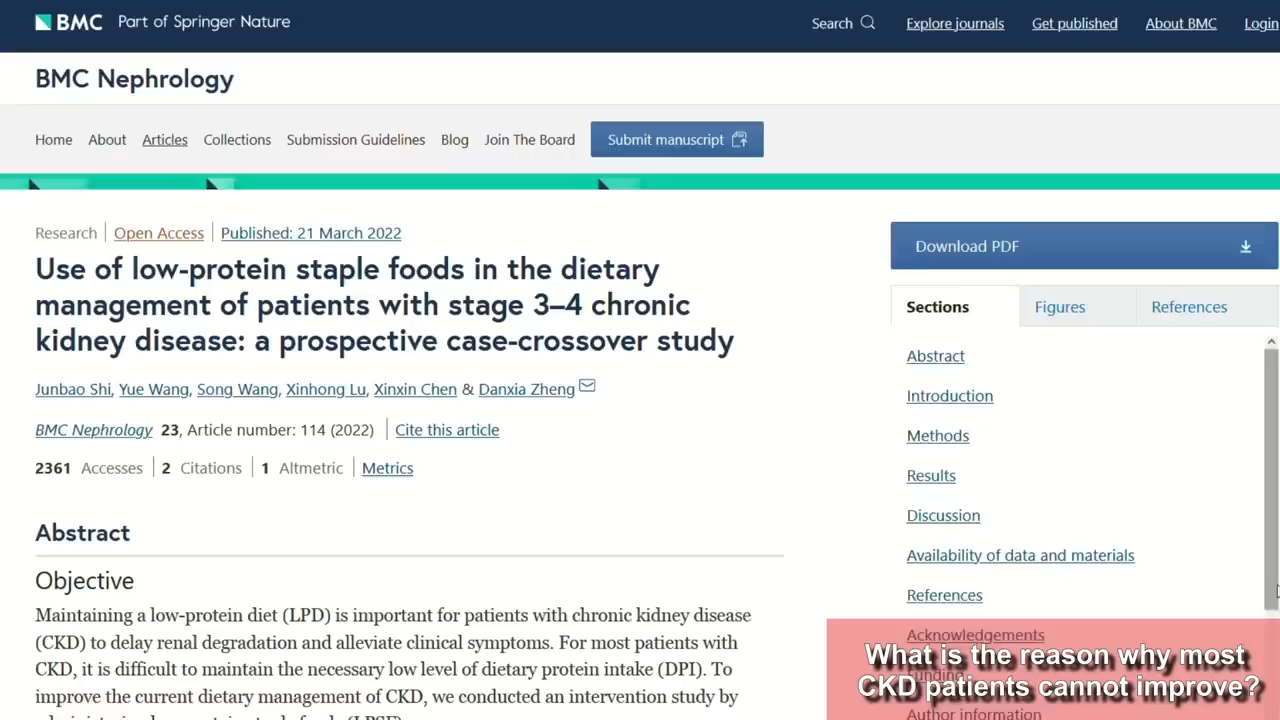 BMC Part of Springer Nature
Search
Explore journals
Get published
About BMC
Login
BMC Nephrology
Home
About
Articles
Collections
Submission Guidelines
Blog
Join The Board
Submit manuscript
Research
Open Access
Published: 21 March 2022
Use of low-protein staple foods in the dietary
management of patients with stage 3–4 chronic
kidney disease: a prospective case-crossover study
Junbao Shi, Yue Wang, Song Wang, Xinhong Lu, Xinxin Chen & Danxia Zheng
BMC Nephrology 23, Article number: 114 (2022)
Cite this article
2361 Accesses
2 Citations
1 Altmetric
Metrics
Abstract
Objective
Maintaining a low-protein diet (LPD) is important for patients with chronic kidney disease
(CKD) to delay renal degradation and alleviate clinical symptoms. For most patients with
CKD, it is difficult to maintain the necessary low level of dietary protein intake (DPI). To
improve the current dietary management of CKD, we conducted an intervention study by
Download PDF
Sections
Figures
References
Abstract
Introduction
Methods
Results
Discussion
Availability of data and materials
References
Acknowledgements
Funding
Author information
What is the reason why most
CKD patients cannot improve?